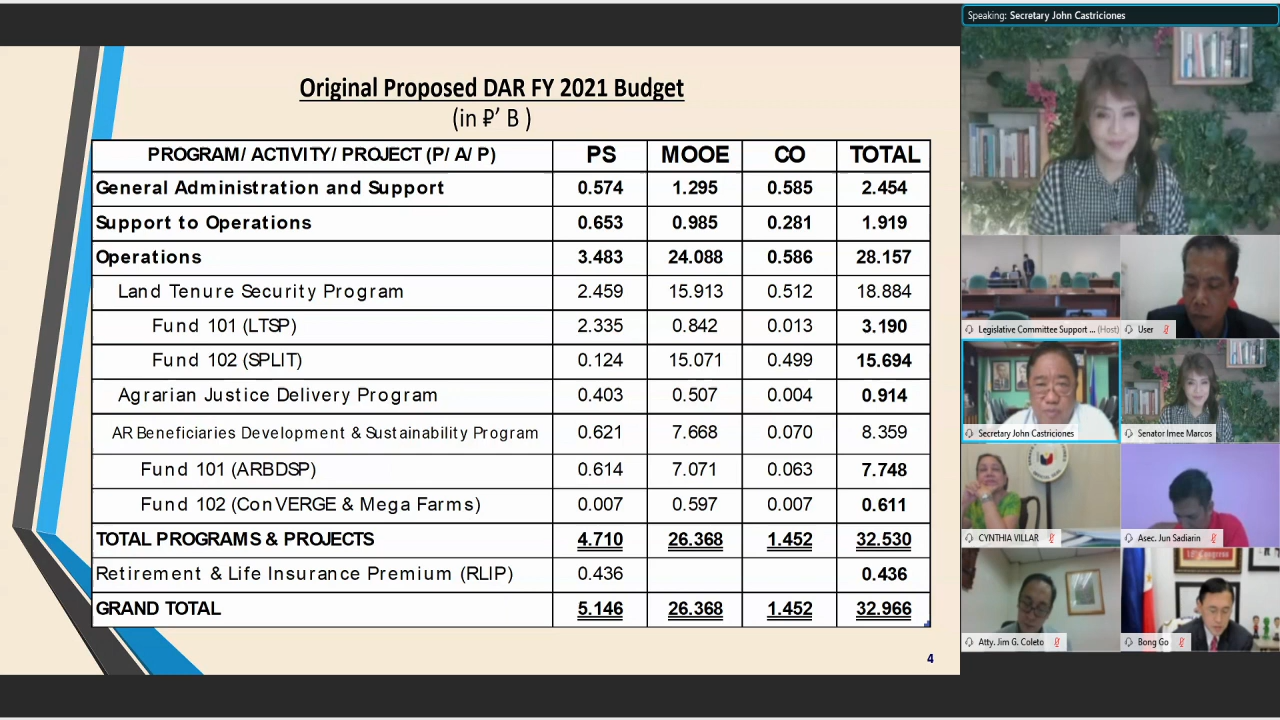 Speaking: Secretary John Castriciones
Original Proposed DAR FY 2021 Budget
(in ₽' B )
PROGRAM/ ACTIVITY/ PROJECT (P/ A/ P) PS MOOE CO TOTAL
General Administration and Support 0.574 1.295 0.585 2.454
Support to Operations 0.653 0.985 0.281 1.919
Operations 3.483 24.088 0.586 28.157
Land Tenure Security Program 2.459 15.913 0.512 18.884
Fund 101 (LTSP) 2.335 0.842 0.013 3.190
Fund 102 (SPLIT) 0.124 15.071 0.499 15.694
Agrarian Justice Delivery Program 0.403 0.507 0.004 0.914
AR Beneficiaries Development & Sustainability Program 0.621 7.668 0.070 8.359
Fund 101 (ARBDSP) 0.614 7.071 0.063 7.748
Fund 102 (ConVERGE & Mega Farms) 0.007 0.597 0.007 0.611
TOTAL PROGRAMS & PROJECTS 4.710 26.368 1.452 32.530
Retirement & Life Insurance Premium (RLIP) 0.436 0.436
GRAND TOTAL 5.146 26.368 1.452 32.966
4
Legislative Committee Support ... (Host)
User
Secretary John Castriciones
Senator Imee Marcos
CYNTHIA VILLAR
Asec. Jun Sadiarin
Atty. Jim G. Coleto
Bong Go